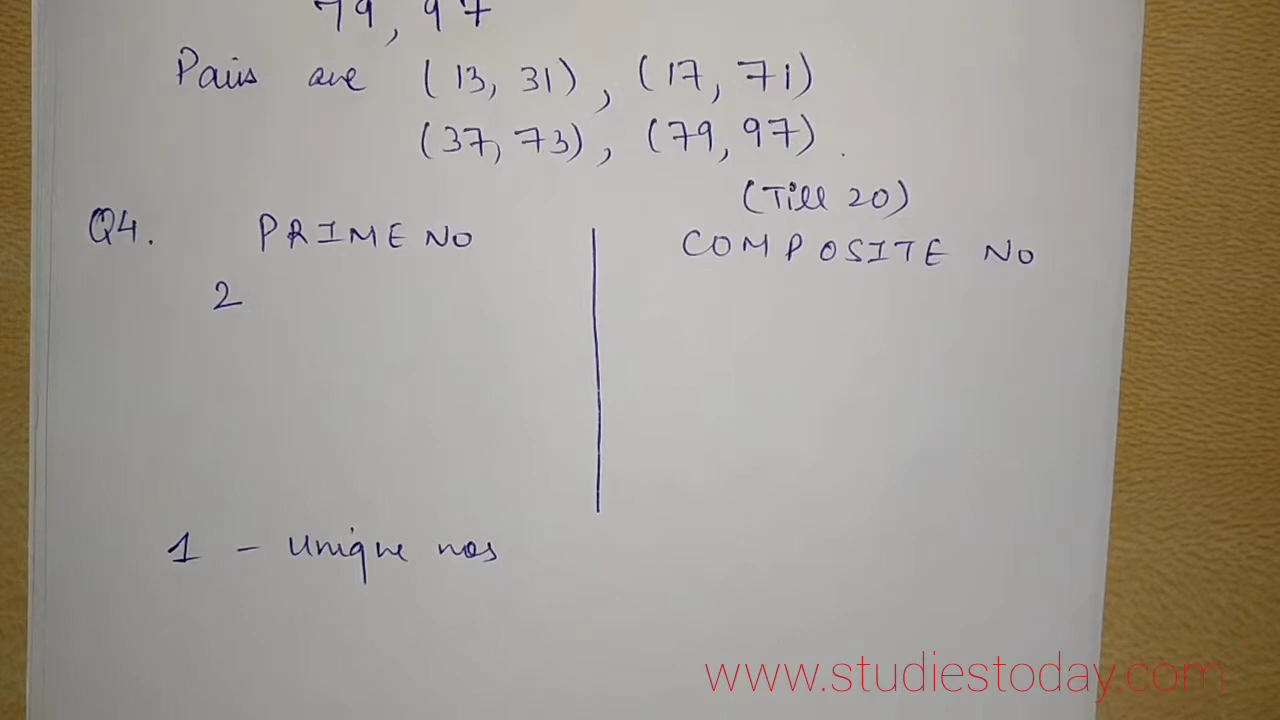 79, 97
Pairs are (13, 31), (17, 71)
(37, 73), (79, 97).
(Till 20)
Q4. PRIME NO COMPOSITE NO
2
1 - Unique nos
www.studiestoday.com